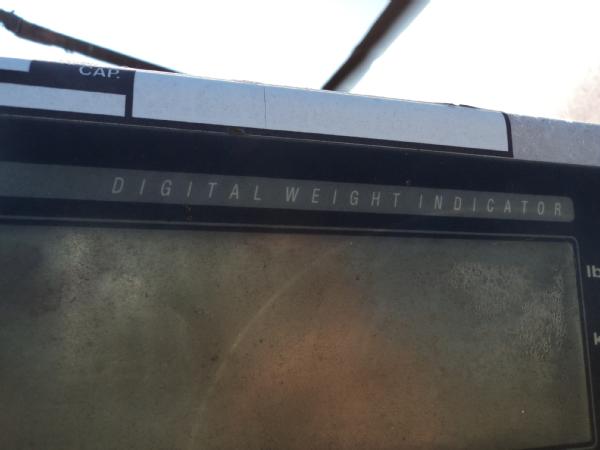 CAP.
DIGITAL WEIGHT INDICATOR
lb
k